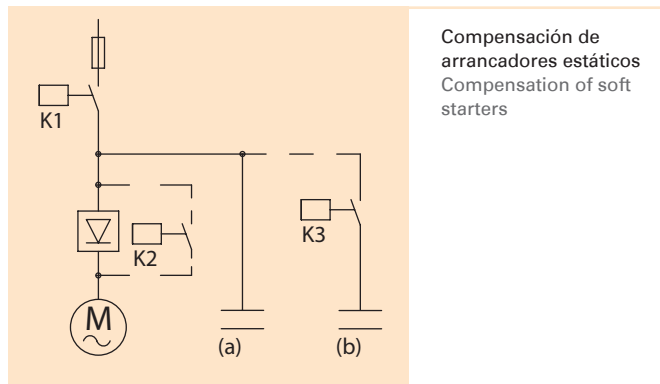 Compensación de
arrancadores estáticos
Compensation of soft
starters
K1
K2
K3
M
(a)
(b)